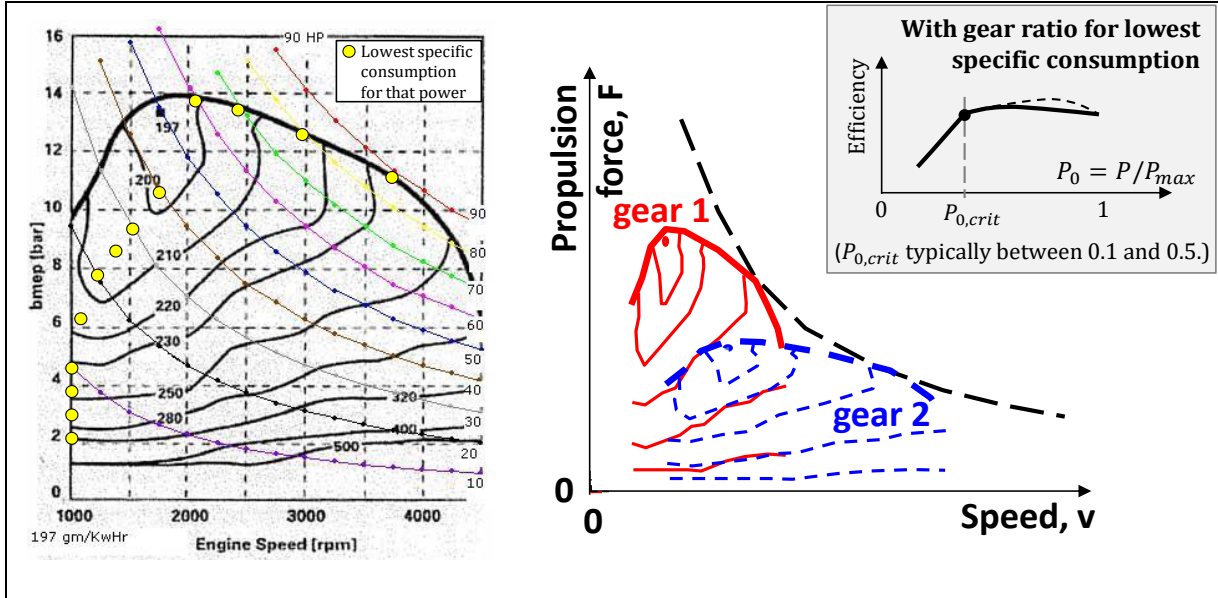 90 HP
Lowest specific
consumption
for that power
bmep [bar]
16
14
12
10
8
6
4
2
0
197
200
210
220
230
250
280
320
400
500
90
80
70
60
50
40
30
20
10
1000
2000
3000
4000
197 gm/KwHr
Engine Speed [rpm]
Propulsion
force, F
gear 1
gear 2
0
0
Speed, v
With gear ratio for lowest
specific consumption
Efficiency
P_0 = P/P_max
0
P_0,crit
1
(P_0,crit typically between 0.1 and 0.5.)